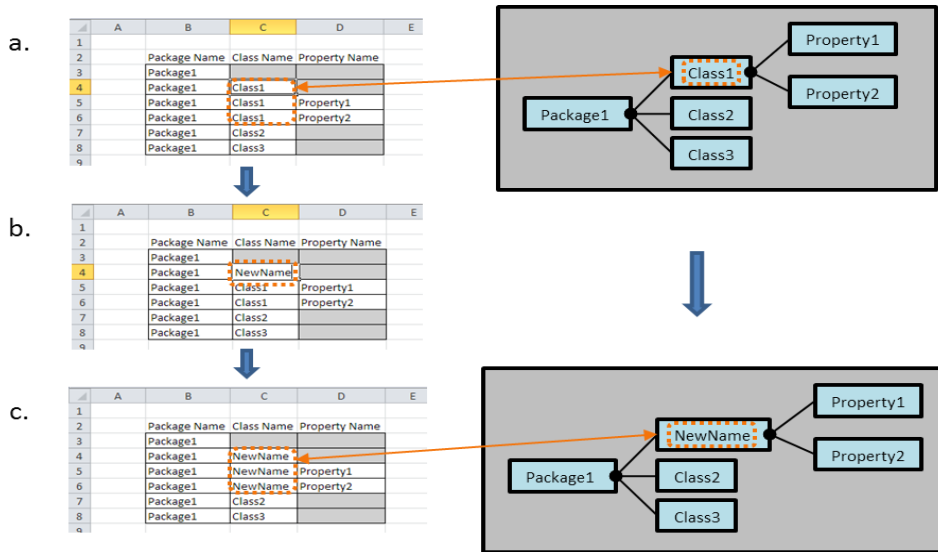 a.
A B C D E
1
2 Package Name Class Name Property Name
3 Package1
4 Package1 Class1
5 Package1 Class1 Property1
6 Package1 Class1 Property2
7 Package1 Class2
8 Package1 Class3
9
Property1
Class1
Property2
Package1
Class2
Class3
b.
A B C D E
1
2 Package Name Class Name Property Name
3 Package1
4 Package1 NewName
5 Package1 Class1 Property1
6 Package1 Class1 Property2
7 Package1 Class2
8 Package1 Class3
9
c.
A B C D E
1
2 Package Name Class Name Property Name
3 Package1
4 Package1 NewName
5 Package1 NewName Property1
6 Package1 NewName Property2
7 Package1 Class2
8 Package1 Class3
9
Property1
NewName
Property2
Package1
Class2
Class3